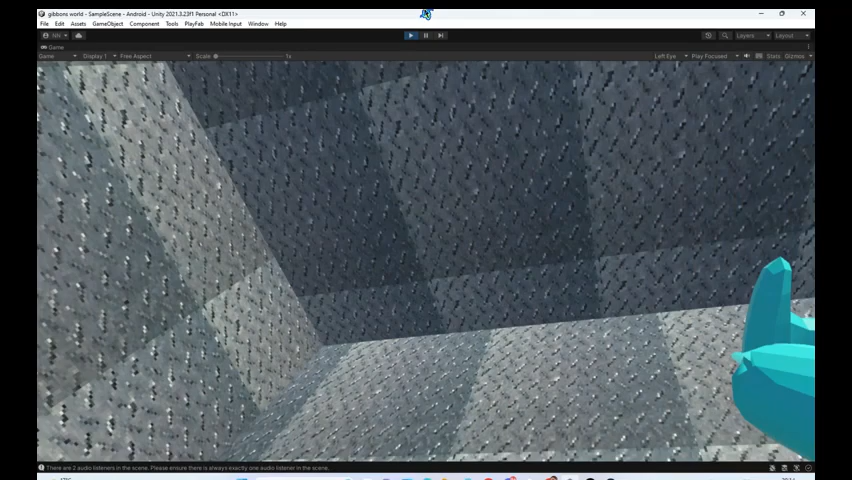 gibbons world - SampleScene - Android - Unity 2021.3.23f1 Personal <DX11>
File Edit Assets GameObject Component Tools PlayFab Mobile Input Window Help
NN Layers Layout
Game
Game Display 1 Free Aspect Scale 1x Left Eye Play Focused Stats Gizmos
There are 2 audio listeners in the scene. Please ensure there is always exactly one audio listener in the scene.